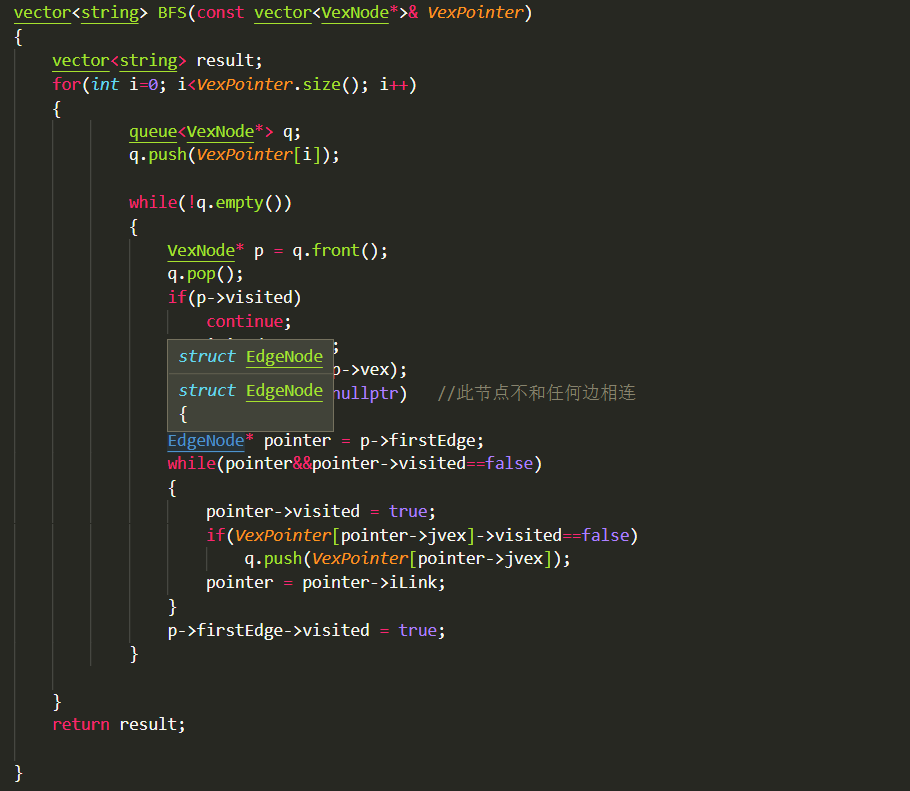 vector<string> BFS(const vector<VexNode*>& VexPointer)
{
vector<string> result;
for(int i=0; i<VexPointer.size(); i++)
{
queue<VexNode*> q;
q.push(VexPointer[i]);
while(!q.empty())
{
VexNode* p = q.front();
q.pop();
if(p->visited)
continue;
;
struct EdgeNode
p->vex);
struct EdgeNode
nullptr) //此节点不和任何边相连
{
EdgeNode* pointer = p->firstEdge;
while(pointer&&pointer->visited==false)
{
pointer->visited = true;
if(VexPointer[pointer->jvex]->visited==false)
q.push(VexPointer[pointer->jvex]);
pointer = pointer->iLink;
}
p->firstEdge->visited = true;
}
}
return result;
}